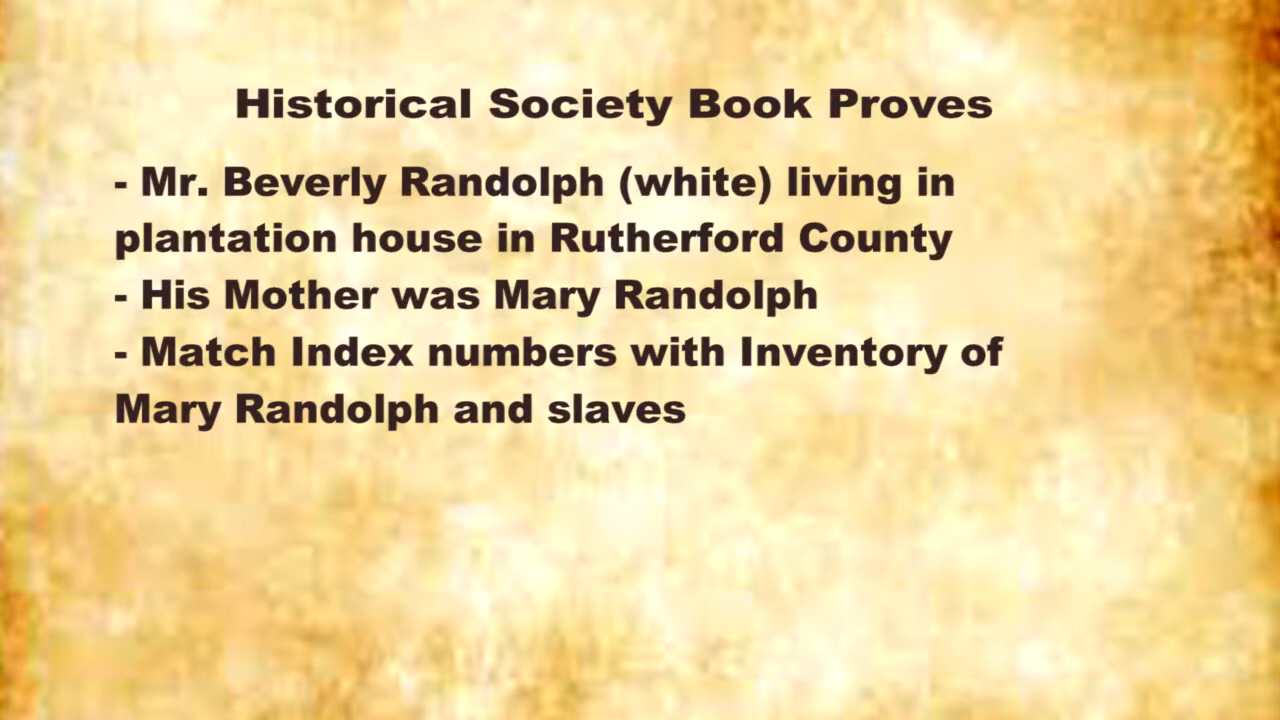 Historical Society Book Proves
- Mr. Beverly Randolph (white) living in
plantation house in Rutherford County
- His Mother was Mary Randolph
- Match Index numbers with Inventory of
Mary Randolph and slaves